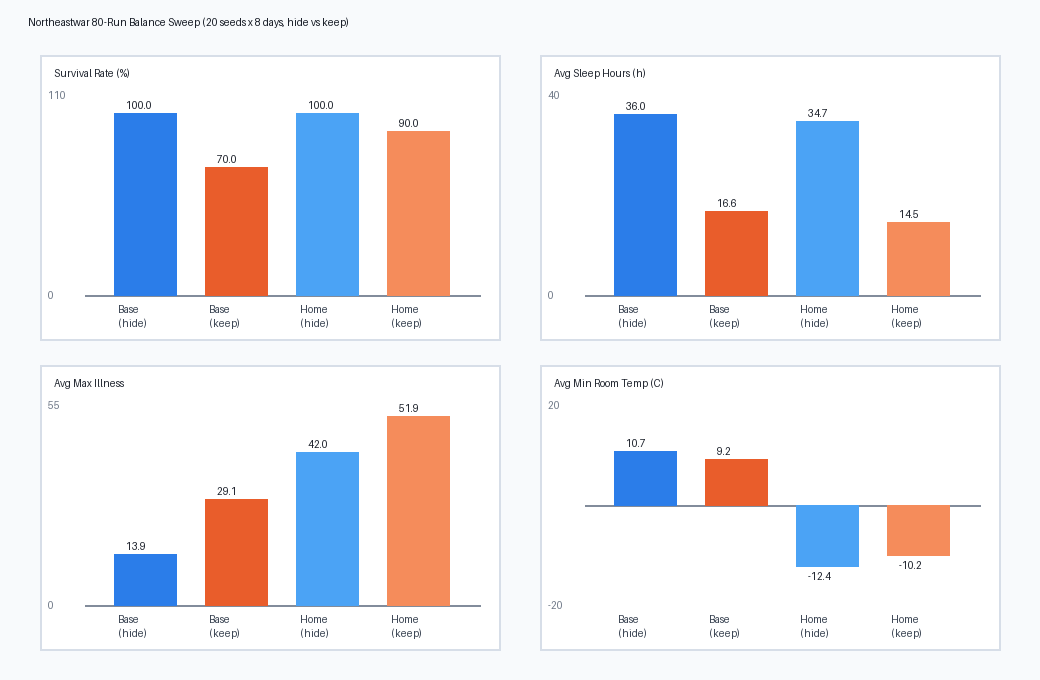 Northeastwar 80-Run Balance Sweep (20 seeds x 8 days, hide vs keep)
Survival Rate (%)
110
100.0
70.0
100.0
90.0
0
Base
(hide)
Base
(keep)
Home
(hide)
Home
(keep)
Avg Sleep Hours (h)
40
36.0
16.6
34.7
14.5
0
Base
(hide)
Base
(keep)
Home
(hide)
Home
(keep)
Avg Max Illness
55
13.9
29.1
42.0
51.9
0
Base
(hide)
Base
(keep)
Home
(hide)
Home
(keep)
Avg Min Room Temp (C)
20
10.7
9.2
-12.4
-10.2
-20
Base
(hide)
Base
(keep)
Home
(hide)
Home
(keep)